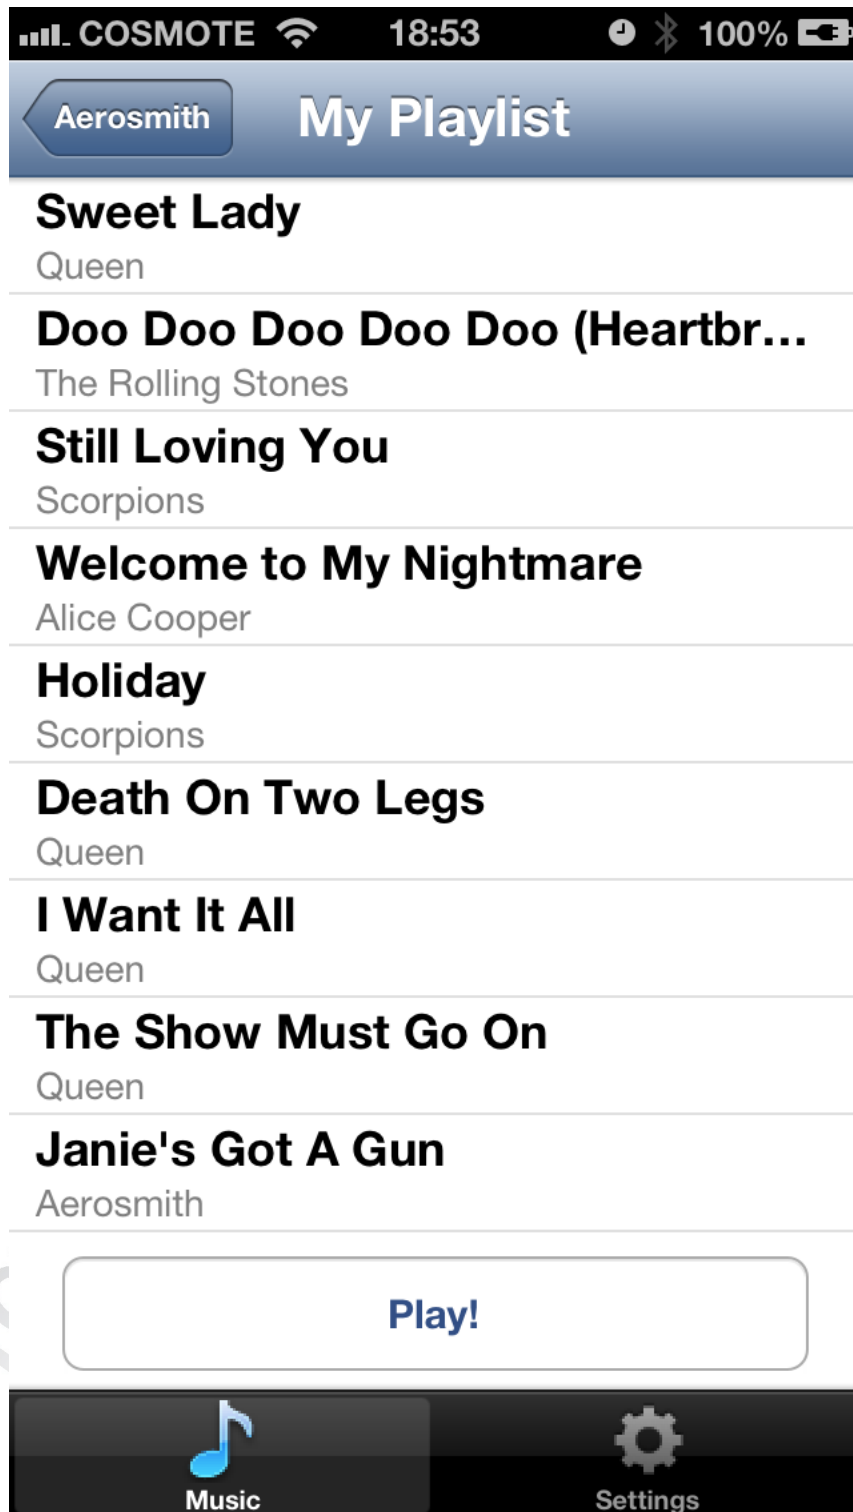 COSMOTE 18:53 100%
Aerosmith My Playlist
Sweet Lady
Queen
Doo Doo Doo Doo Doo (Heartbr...
The Rolling Stones
Still Loving You
Scorpions
Welcome to My Nightmare
Alice Cooper
Holiday
Scorpions
Death On Two Legs
Queen
I Want It All
Queen
The Show Must Go On
Queen
Janie's Got A Gun
Aerosmith
Play!
Music Settings